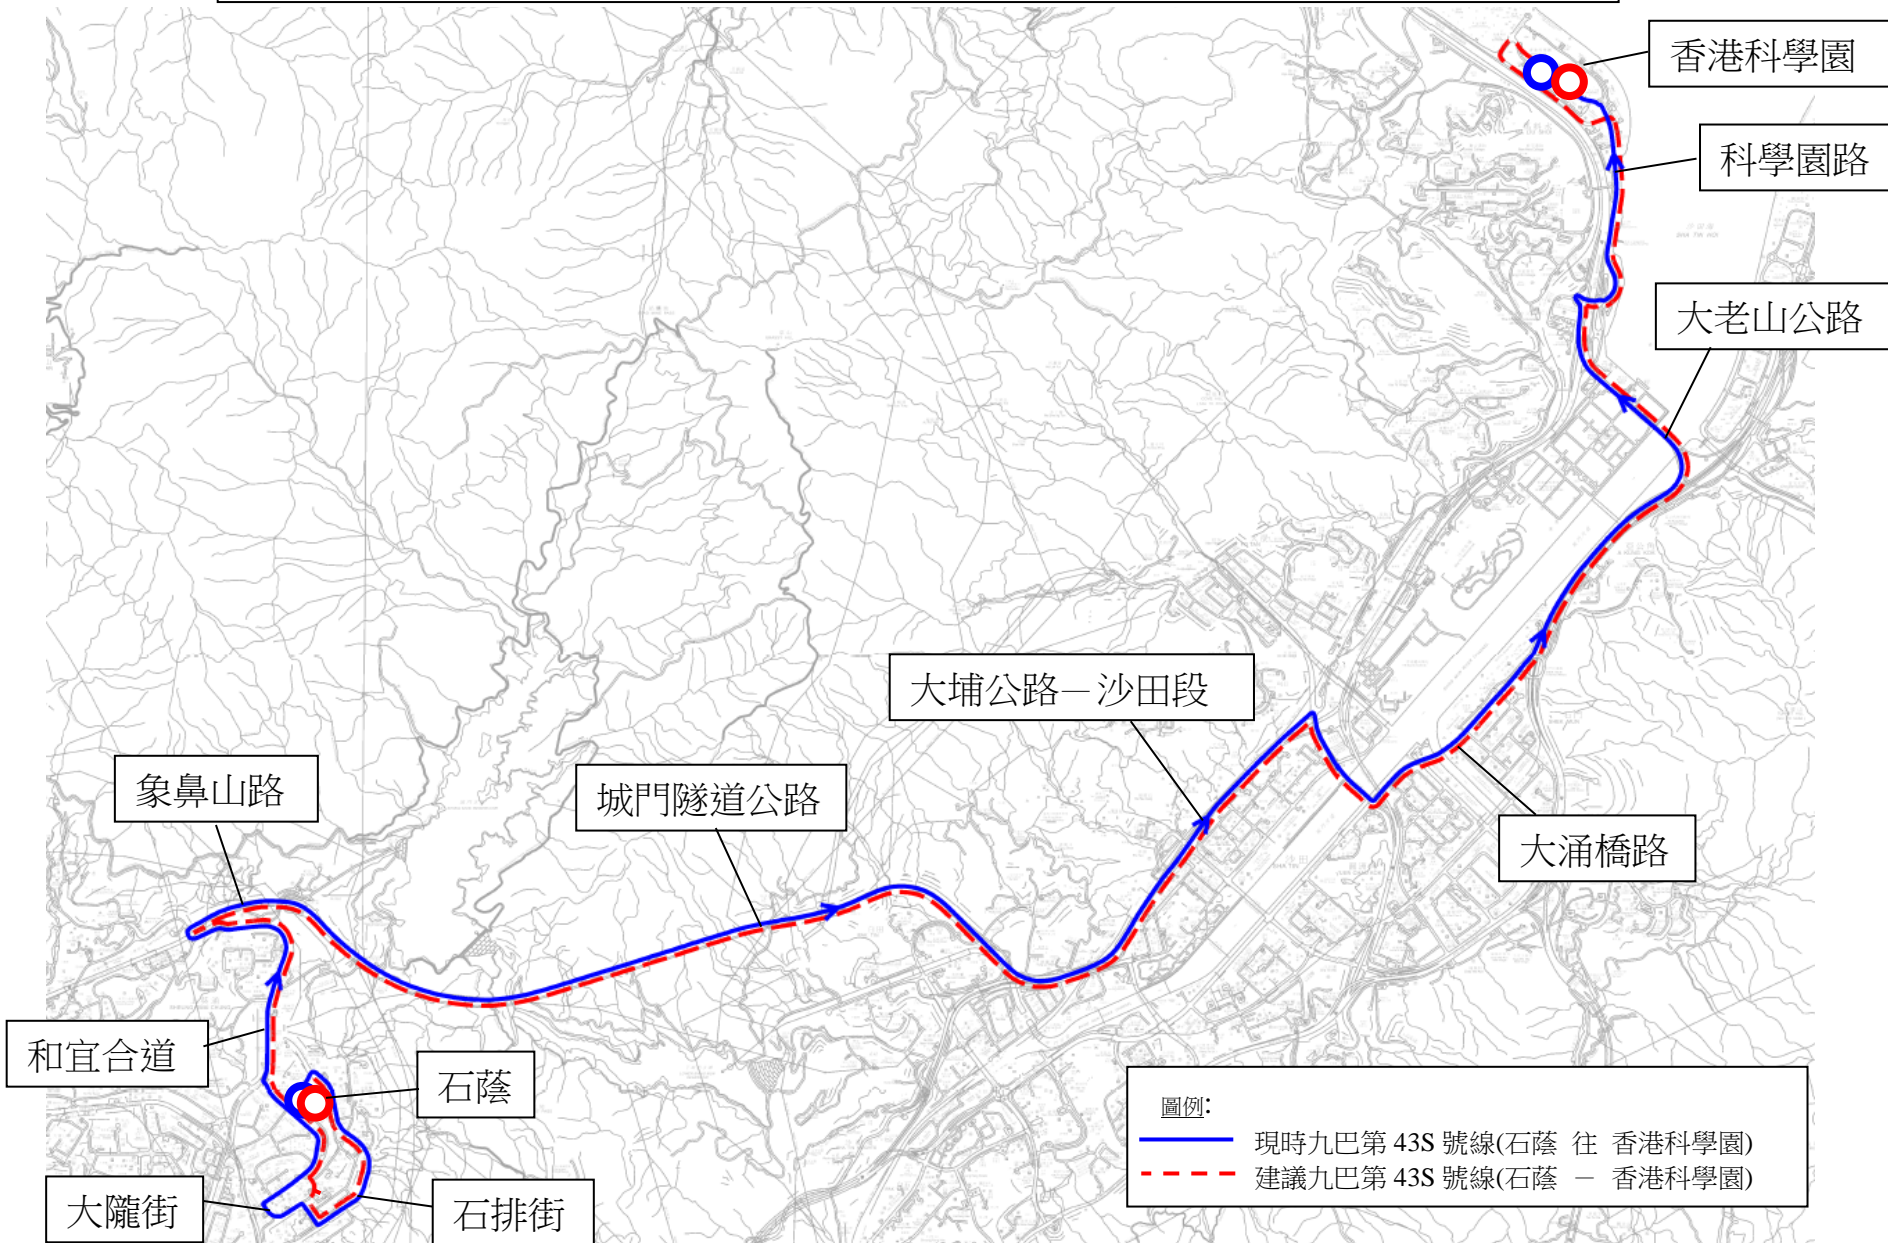 香港科學園
科學園路
大老山公路
大埔公路－沙田段
象鼻山路
城門隧道公路
大涌橋路
和宜合道
石蔭
大隴街
石排街
圖例:
現時九巴第 43S 號線(石蔭 往 香港科學園)
建議九巴第 43S 號線(石蔭 － 香港科學園)